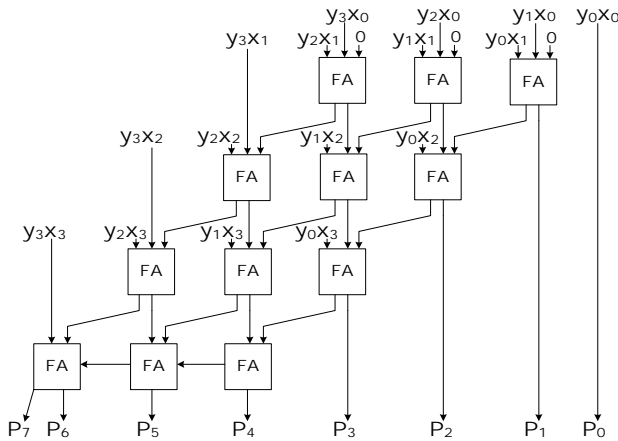 y₃x₀ y₂x₀ y₁x₀ y₀x₀
y₃x₁ y₂x₁ 0 y₁x₁ 0 y₀x₁ 0
FA FA FA
y₃x₂ y₂x₂ y₁x₂ y₀x₂
FA FA FA
y₃x₃ y₂x₃ y₁x₃ y₀x₃
FA FA FA
FA FA FA
P₇ P₆ P₅ P₄ P₃ P₂ P₁ P₀